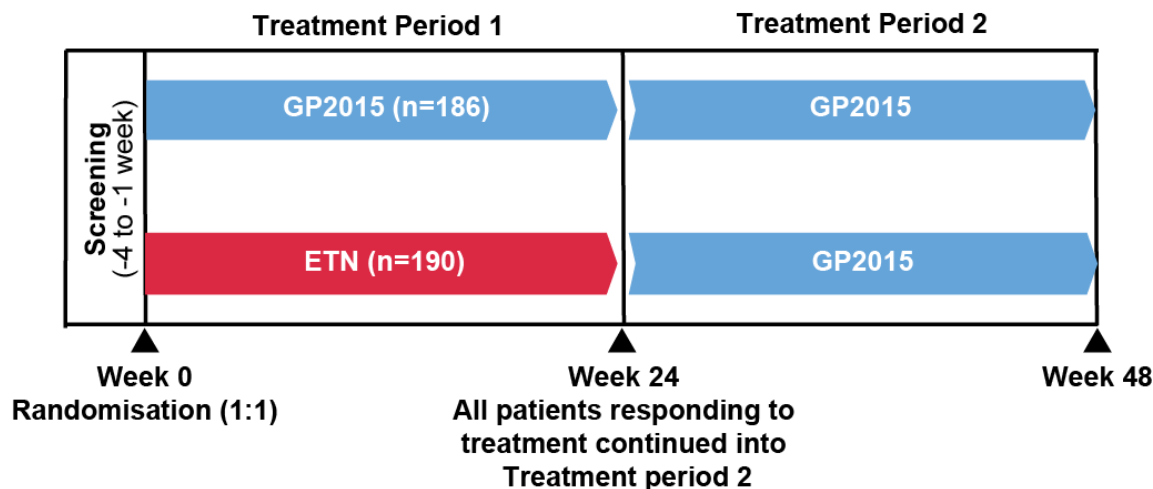 Treatment Period 1
Treatment Period 2
Screening
(-4 to -1 week)
GP2015 (n=186)
GP2015
ETN (n=190)
GP2015
Week 0
Randomisation (1:1)
Week 24
All patients responding to
treatment continued into
Treatment period 2
Week 48